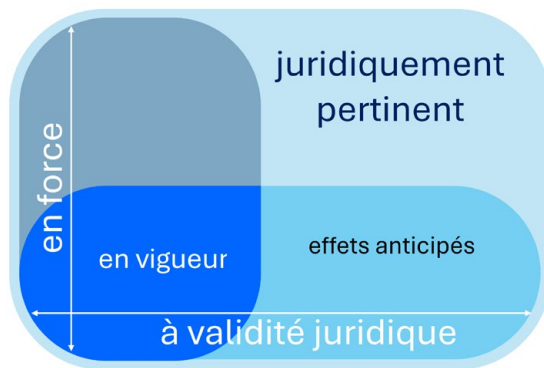 juridiquement
pertinent
en force
en vigueur
effets anticipés
à validité juridique